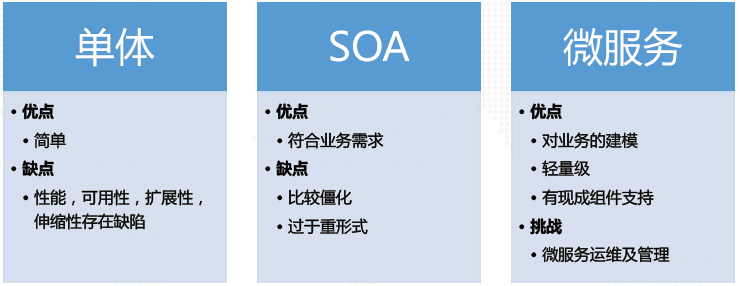 单体
• 优点
• 简单
• 缺点
• 性能，可用性，扩展性，
伸缩性存在缺陷
SOA
• 优点
• 符合业务需求
• 缺点
• 比较僵化
• 过于重形式
微服务
• 优点
• 对业务的建模
• 轻量级
• 有现成组件支持
• 挑战
• 微服务运维及管理